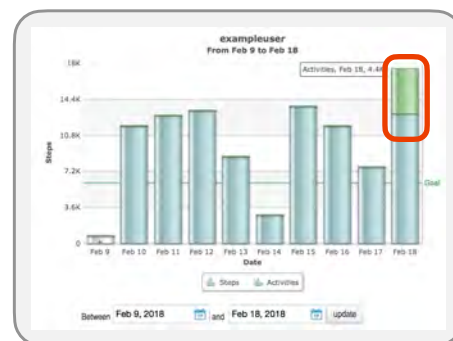 exampleuser
From Feb 9 to Feb 18
18K
Activities, Feb 18, 4.4K
14.4K
10.8K
7.2K
3.6K
0
Steps
Goal
Feb 9 Feb 10 Feb 11 Feb 12 Feb 13 Feb 14 Feb 15 Feb 16 Feb 17 Feb 18
Date
Steps Activities
Between Feb 9, 2018 and Feb 18, 2018 update